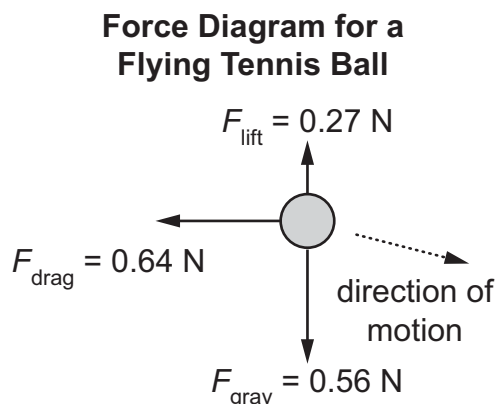 Force Diagram for a
Flying Tennis Ball
F_lift = 0.27 N
F_drag = 0.64 N
direction of
motion
F_grav = 0.56 N